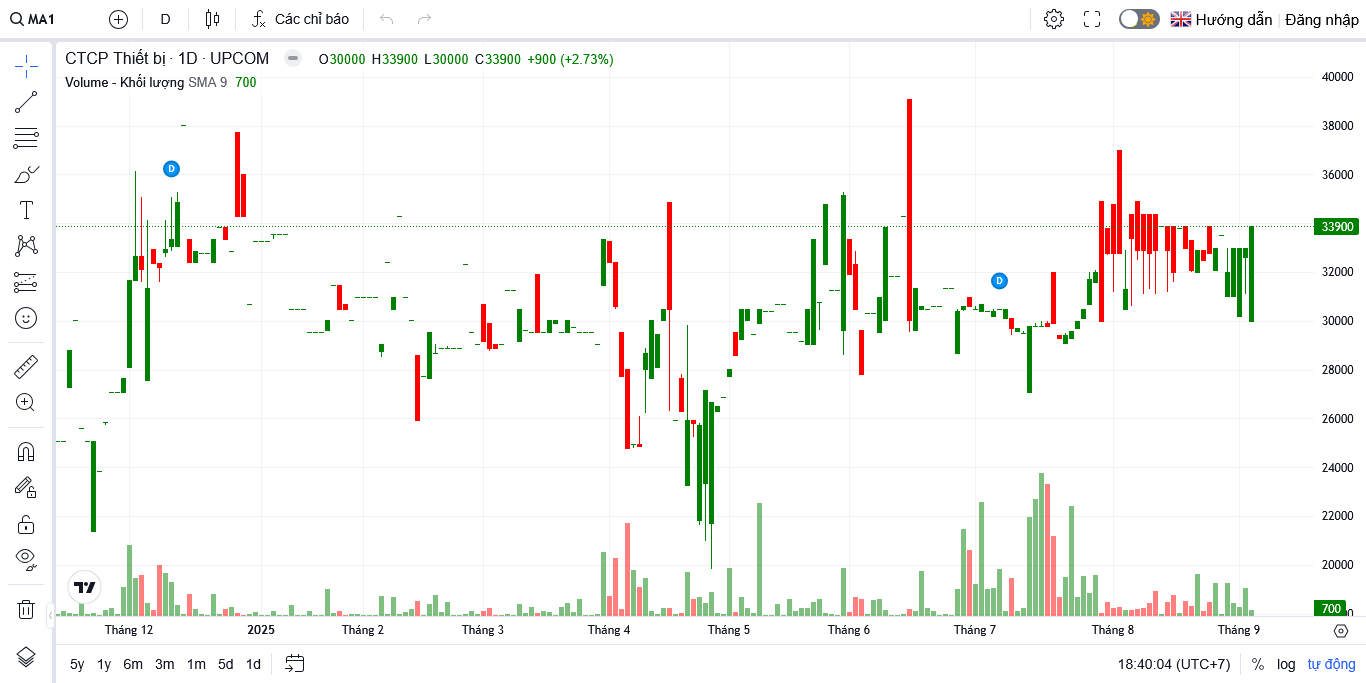 MA1 D Các chỉ báo Hướng dẫn Đăng nhập
CTCP Thiết bị · 1D · UPCOM O30000 H33900 L30000 C33900 +900 (+2.73%)
Volume - Khối lượng SMA 9 700
40000
38000
36000
D
33900
32000
D
30000
28000
26000
24000
22000
20000
700
0
Tháng 12 2025 Tháng 2 Tháng 3 Tháng 4 Tháng 5 Tháng 6 Tháng 7 Tháng 8 Tháng 9
5y 1y 6m 3m 1m 5d 1d 18:40:04 (UTC+7) % log tự động